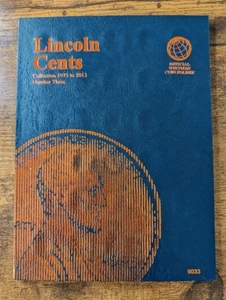 Lincoln
Cents
Collection 1975 to 2013
Number Three
OFFICIAL
WHITMAN
COIN FOLDER
9033